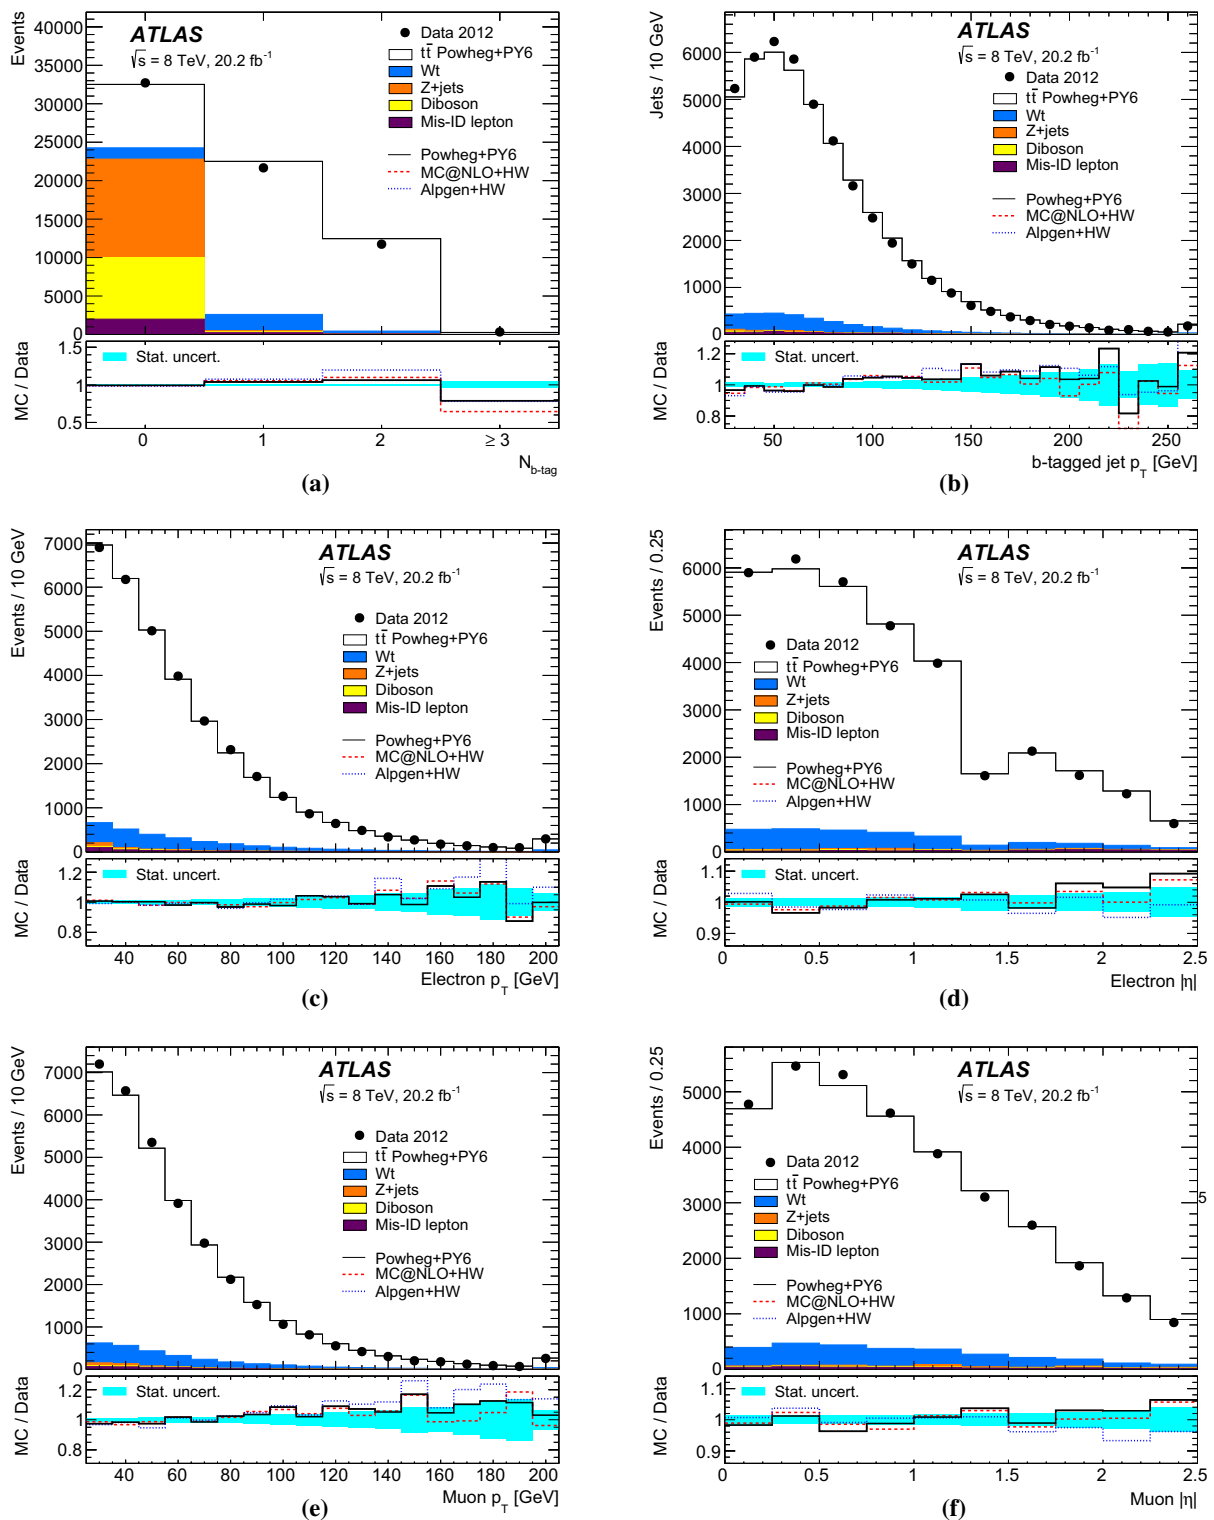 Events
ATLAS
√s = 8 TeV, 20.2 fb⁻¹
Data 2012
tt̄ Powheg+PY6
Wt
Z+jets
Diboson
Mis-ID lepton
Powheg+PY6
MC@NLO+HW
Alpgen+HW
40000
35000
30000
25000
20000
15000
10000
5000
0
MC / Data
1.5
1
0.5
Stat. uncert.
0 1 2 ≥ 3
N_b-tag
(a)
Jets / 10 GeV
ATLAS
√s = 8 TeV, 20.2 fb⁻¹
Data 2012
tt̄ Powheg+PY6
Wt
Z+jets
Diboson
Mis-ID lepton
Powheg+PY6
MC@NLO+HW
Alpgen+HW
6000
4000
2000
0
MC / Data
1.2
1
0.8
Stat. uncert.
50 100 150 200 250
b-tagged jet p_T [GeV]
(b)
Events / 10 GeV
ATLAS
√s = 8 TeV, 20.2 fb⁻¹
Data 2012
tt̄ Powheg+PY6
Wt
Z+jets
Diboson
Mis-ID lepton
Powheg+PY6
MC@NLO+HW
Alpgen+HW
7000
6000
5000
4000
3000
2000
1000
0
MC / Data
1.2
1
0.8
Stat. uncert.
40 60 80 100 120 140 160 180 200
Electron p_T [GeV]
(c)
Events / 0.25
ATLAS
√s = 8 TeV, 20.2 fb⁻¹
Data 2012
tt̄ Powheg+PY6
Wt
Z+jets
Diboson
Mis-ID lepton
Powheg+PY6
MC@NLO+HW
Alpgen+HW
6000
4000
2000
0
MC / Data
1.1
1
0.9
Stat. uncert.
0 0.5 1 1.5 2 2.5
Electron |η|
(d)
Events / 10 GeV
ATLAS
√s = 8 TeV, 20.2 fb⁻¹
Data 2012
tt̄ Powheg+PY6
Wt
Z+jets
Diboson
Mis-ID lepton
Powheg+PY6
MC@NLO+HW
Alpgen+HW
7000
6000
5000
4000
3000
2000
1000
0
MC / Data
1.2
1
0.8
Stat. uncert.
40 60 80 100 120 140 160 180 200
Muon p_T [GeV]
(e)
Events / 0.25
ATLAS
√s = 8 TeV, 20.2 fb⁻¹
Data 2012
tt̄ Powheg+PY6
Wt
Z+jets
Diboson
Mis-ID lepton
Powheg+PY6
MC@NLO+HW
Alpgen+HW
5000
4000
3000
2000
1000
0
5
MC / Data
1.1
1
0.9
Stat. uncert.
0 0.5 1 1.5 2 2.5
Muon |η|
(f)